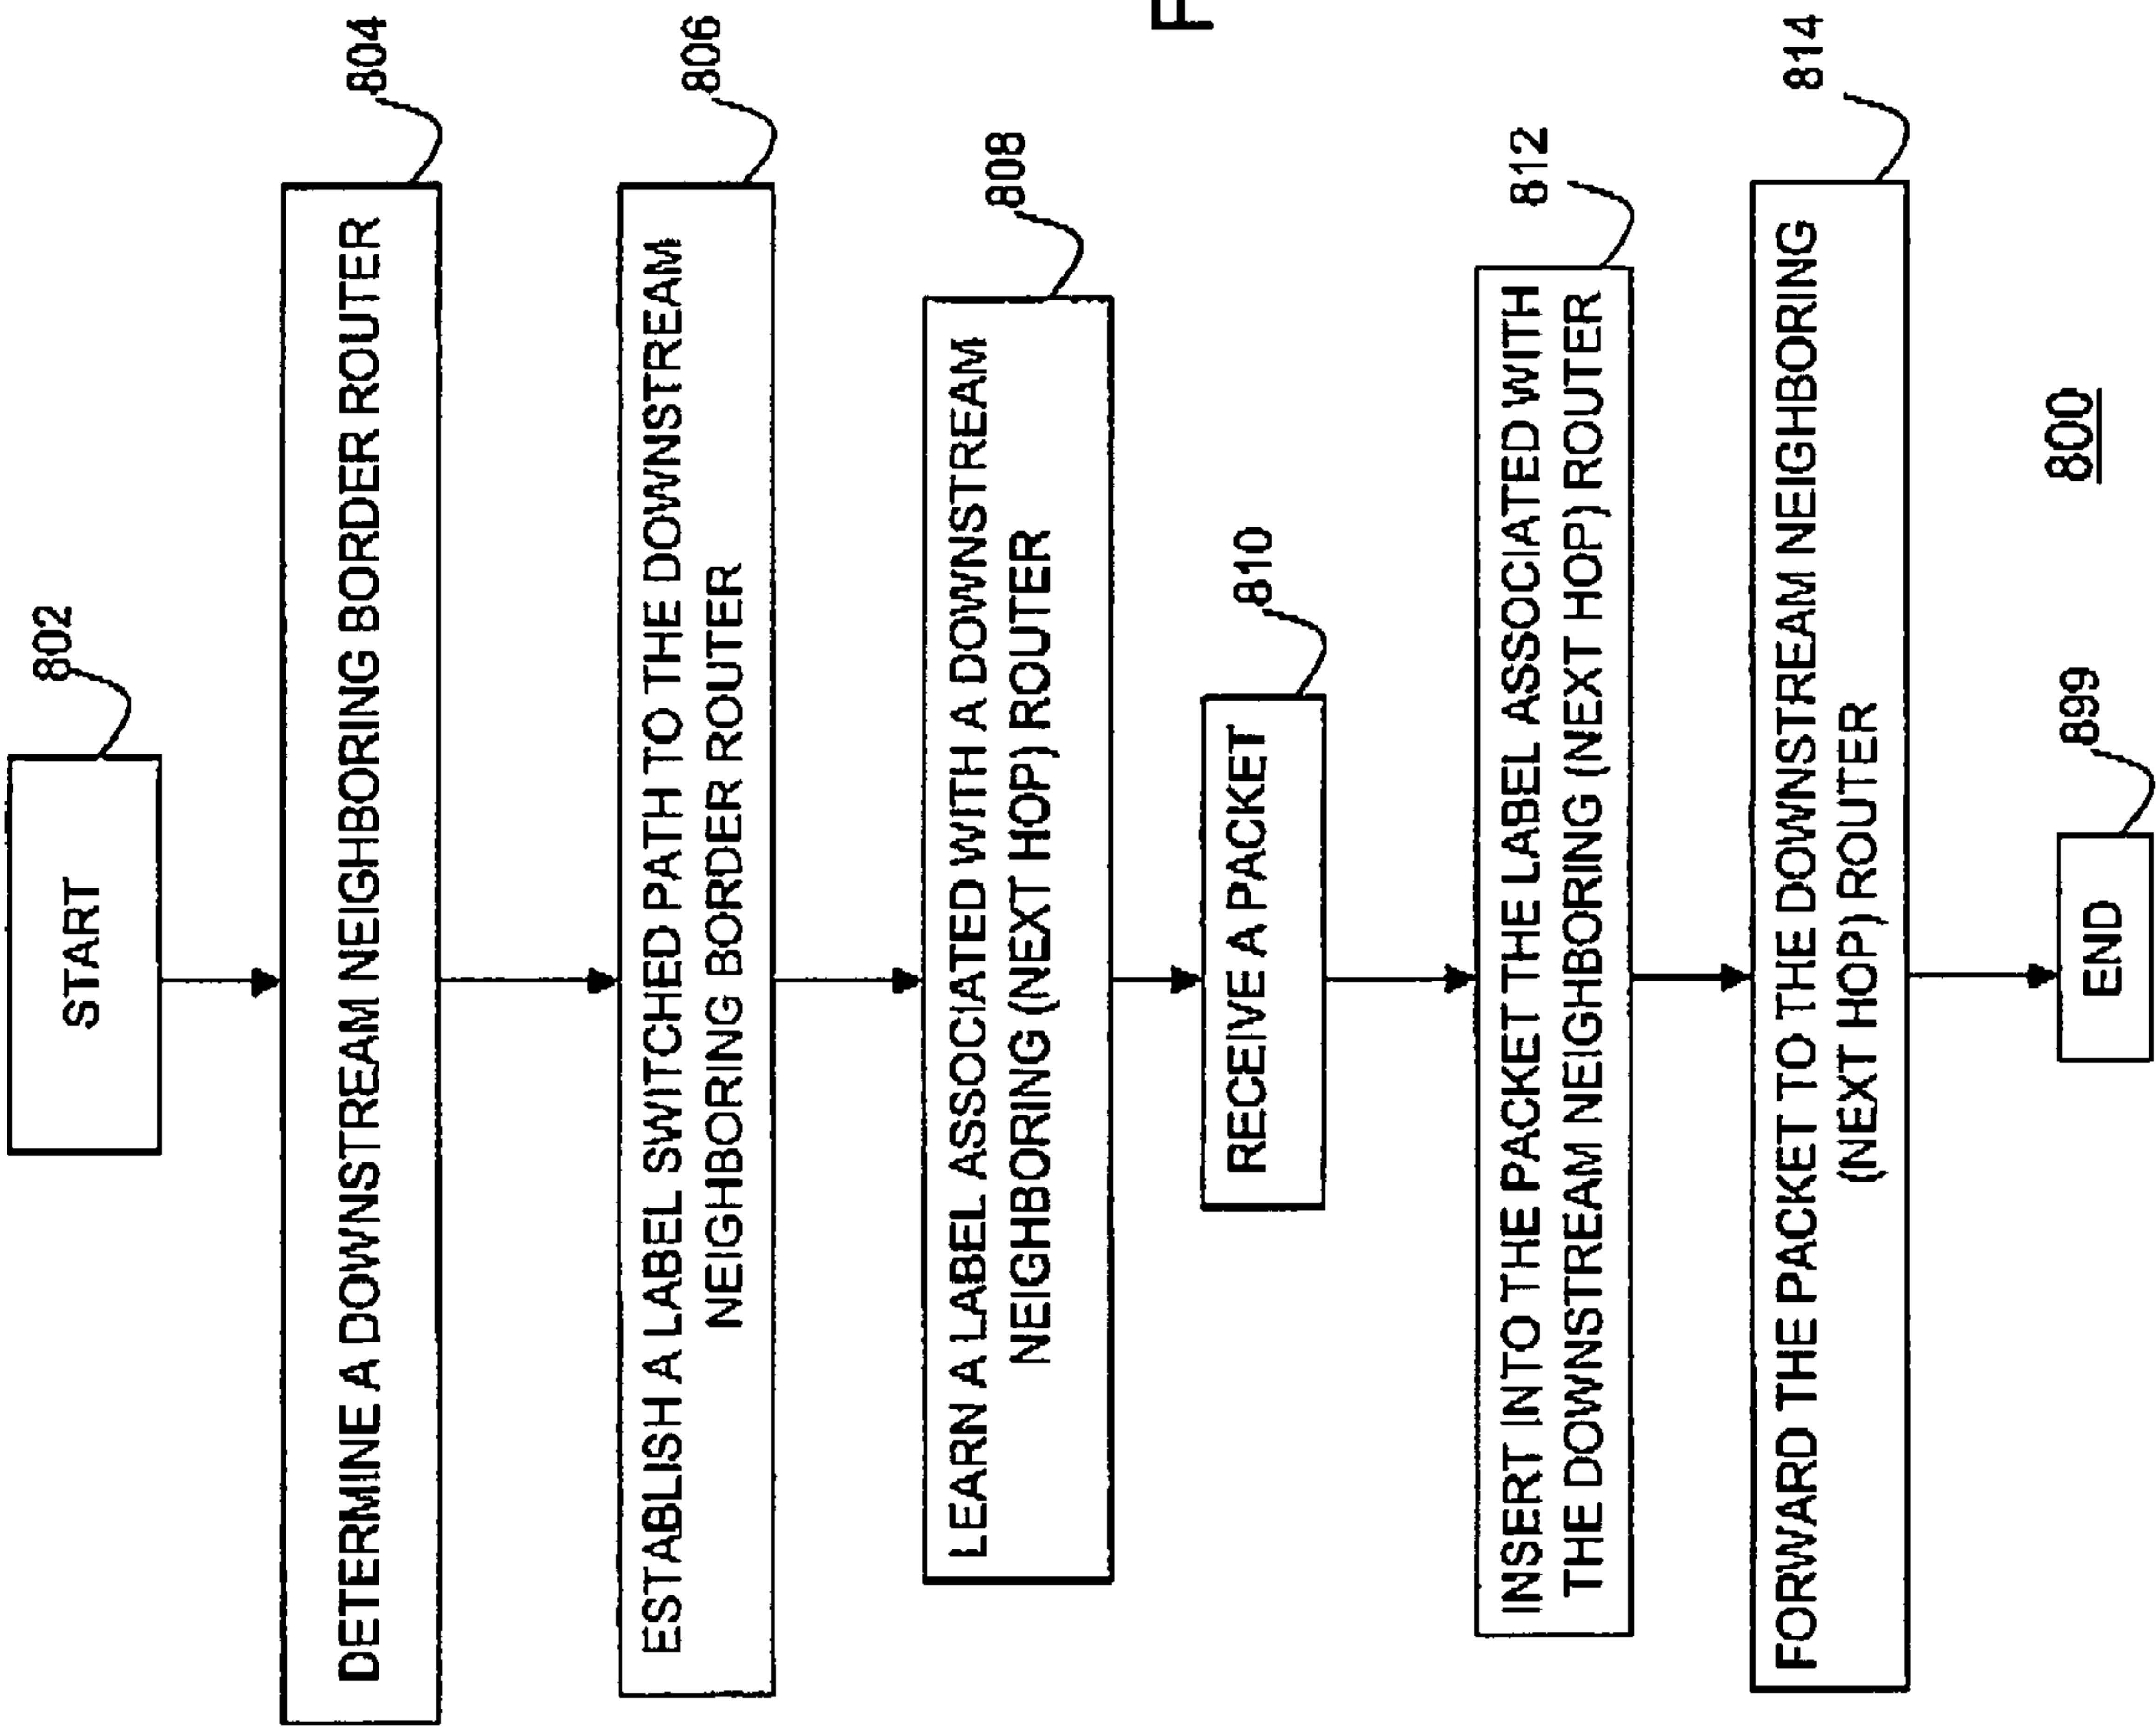 START
802
DETERMINE A DOWNSTREAM NEIGHBORING BORDER ROUTER
804
ESTABLISH A LABEL SWITCHED PATH TO THE DOWNSTREAM
NEIGHBORING BORDER ROUTER
806
LEARN A LABEL ASSOCIATED WITH A DOWNSTREAM
NEIGHBORING (NEXT HOP) ROUTER
808
RECEIVE A PACKET
810
INSERT INTO THE PACKET THE LABEL ASSOCIATED WITH
THE DOWNSTREAM NEIGHBORING (NEXT HOP) ROUTER
812
FORWARD THE PACKET TO THE DOWNSTREAM NEIGHBORING
(NEXT HOP) ROUTER
814
END
899
800